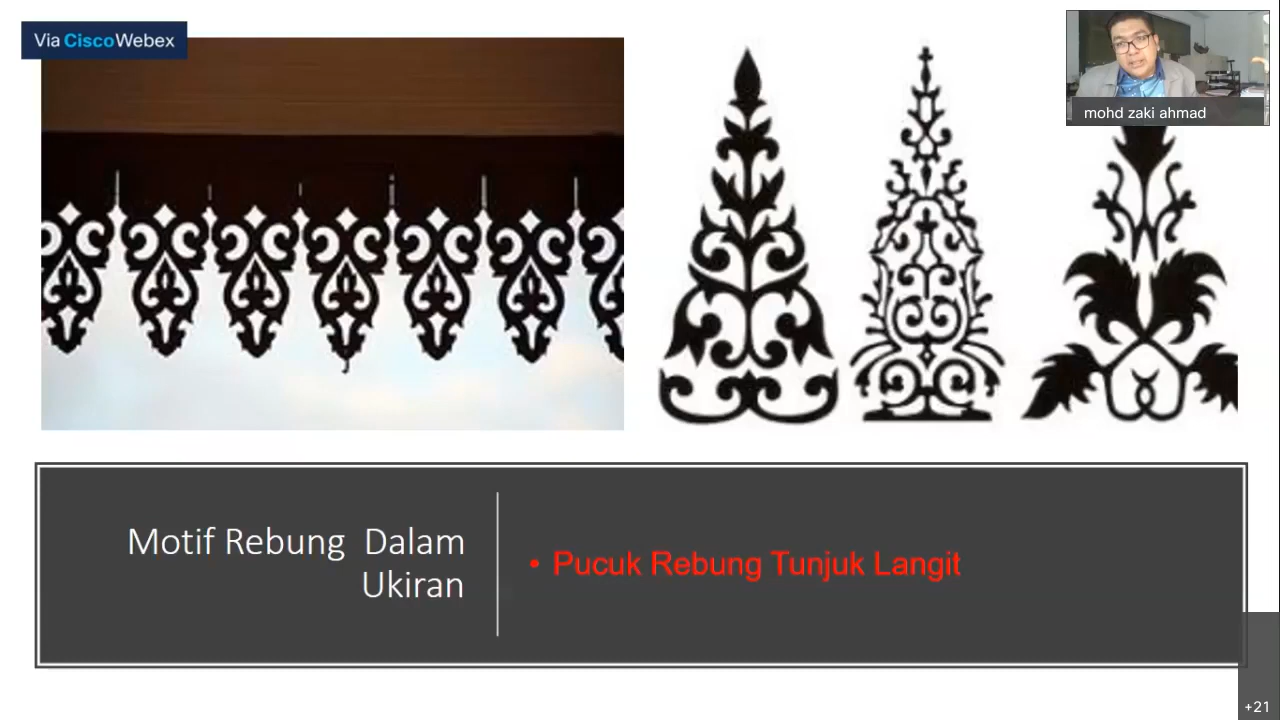 Via CiscoWebex
mohd zaki ahmad
Motif Rebung Dalam
Ukiran
• Pucuk Rebung Tunjuk Langit
+21